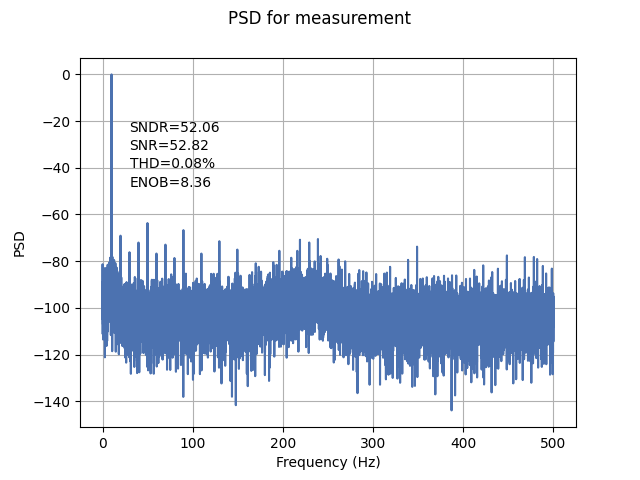 PSD for measurement
0
−20
−40
−60
−80
−100
−120
−140
PSD
SNDR=52.06
SNR=52.82
THD=0.08%
ENOB=8.36
0 100 200 300 400 500
Frequency (Hz)